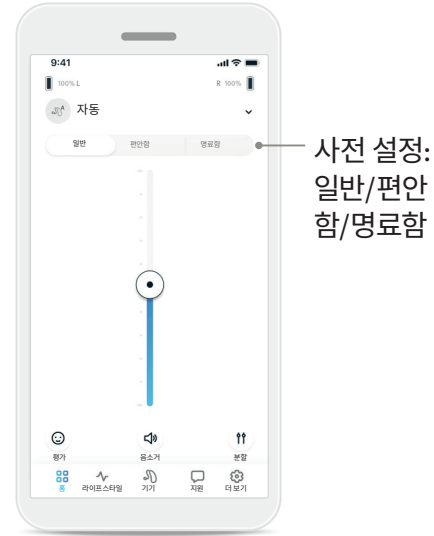 9:41
100% L
R 100%
자동
일반 편안함 명료함
사전 설정:
일반/편안
함/명료함
평가 음소거 분할
홈 라이프스타일 기기 지원 더 보기